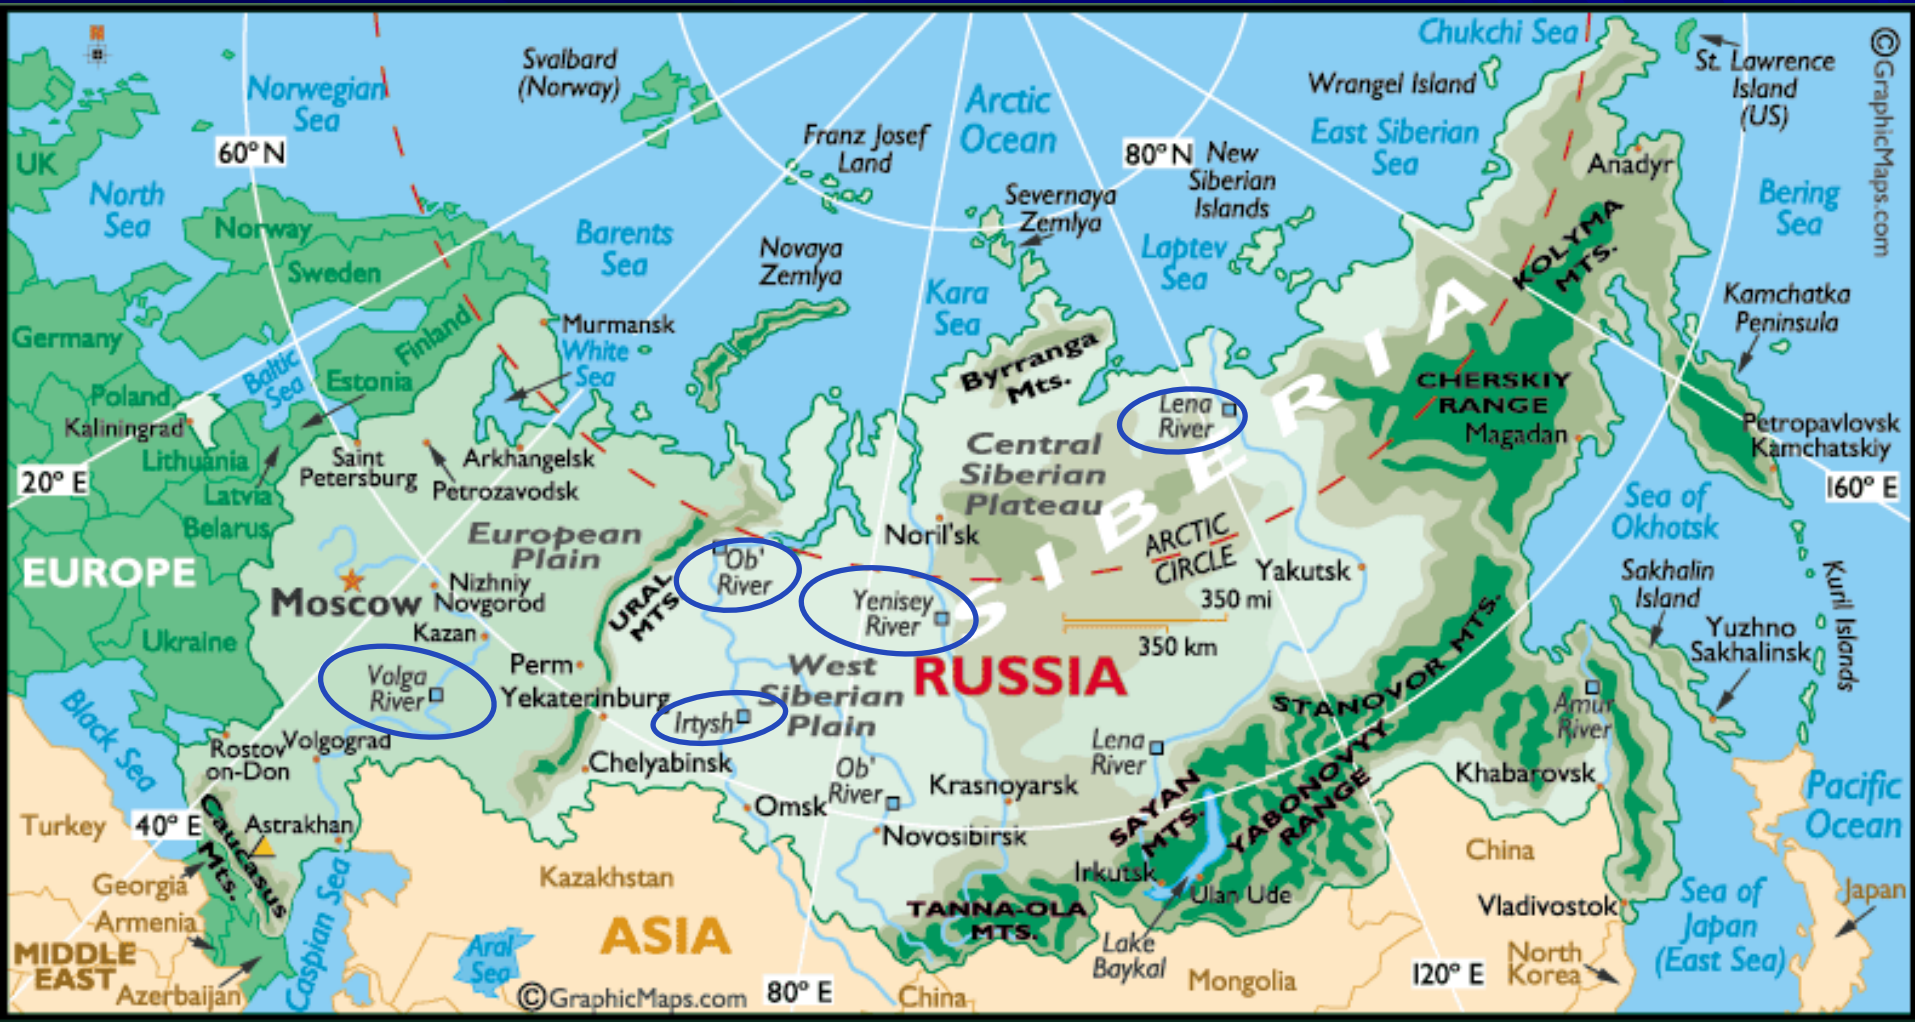 N
Norwegian
Sea
60° N
UK
North
Sea
Svalbard
(Norway)
Franz Josef
Land
Arctic
Ocean
80° N
New
Siberian
Islands
Severnaya
Zemlya
Wrangel Island
East Siberian
Sea
Chukchi Sea
St. Lawrence
Island
(US)
©GraphicMaps.com
Anadyr
Bering
Sea
Norway
Sweden
Finland
Barents
Sea
Novaya
Zemlya
Kara
Sea
Laptev
Sea
KOLYMA
MTS.
Kamchatka
Peninsula
Germany
Poland
Kaliningrad
Baltic
Sea
Estonia
Lithuania
Latvia
Belarus
Murmansk
White
Sea
Byrranga
Mts.
Lena
River
SIBERIA
CHERSKIY
RANGE
Magadan
Petropavlovsk
Kamchatskiy
160° E
20° E
Saint
Petersburg
Arkhangelsk
Petrozavodsk
European
Plain
Central
Siberian
Plateau
Noril'sk
ARCTIC
CIRCLE
Yakutsk
Sea of
Okhotsk
EUROPE
Moscow
Nizhniy
Novgorod
Kazan
Ukraine
URAL
MTS.
Ob'
River
Yenisey
River
350 mi
350 km
Sakhalin
Island
Yuzhno
Sakhalinsk
Kuril Islands
Volga
River
Perm
Yekaterinburg
Irtysh
West
Siberian
Plain
RUSSIA
STANOVOR MTS.
Amur
River
Black Sea
Rostov
on-Don
Volgograd
Chelyabinsk
Omsk
Ob'
River
Novosibirsk
Krasnoyarsk
Lena
River
SAYAN
MTS.
YABONOVYY
RANGE
Khabarovsk
Pacific
Ocean
Turkey
40° E
Astrakhan
Caucasus
Mts.
Georgia
Armenia
MIDDLE
EAST
Azerbaijan
Caspian Sea
Kazakhstan
ASIA
Aral
Sea
©GraphicMaps.com
80° E
China
TANNA-OLA
MTS.
Irkutsk
Ulan Ude
Lake
Baykal
Mongolia
120° E
China
Vladivostok
North
Korea
Sea of
Japan
(East Sea)
Japan